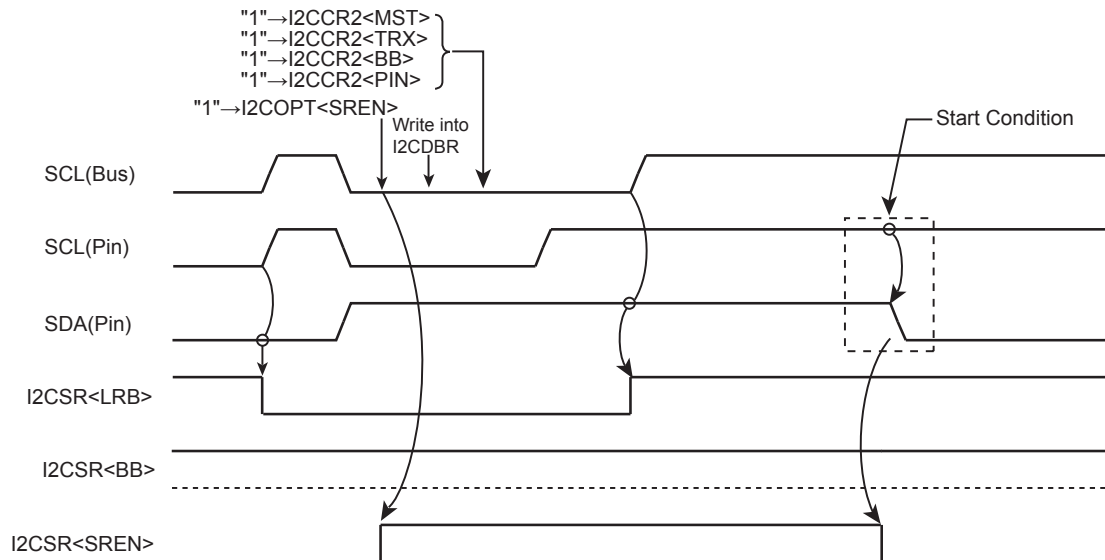 "1"→I2CCR2<MST>
"1"→I2CCR2<TRX>
"1"→I2CCR2<BB>
"1"→I2CCR2<PIN>
"1"→I2COPT<SREN>
Write into
I2CDBR
Start Condition
SCL(Bus)
SCL(Pin)
SDA(Pin)
I2CSR<LRB>
I2CSR<BB>
I2CSR<SREN>